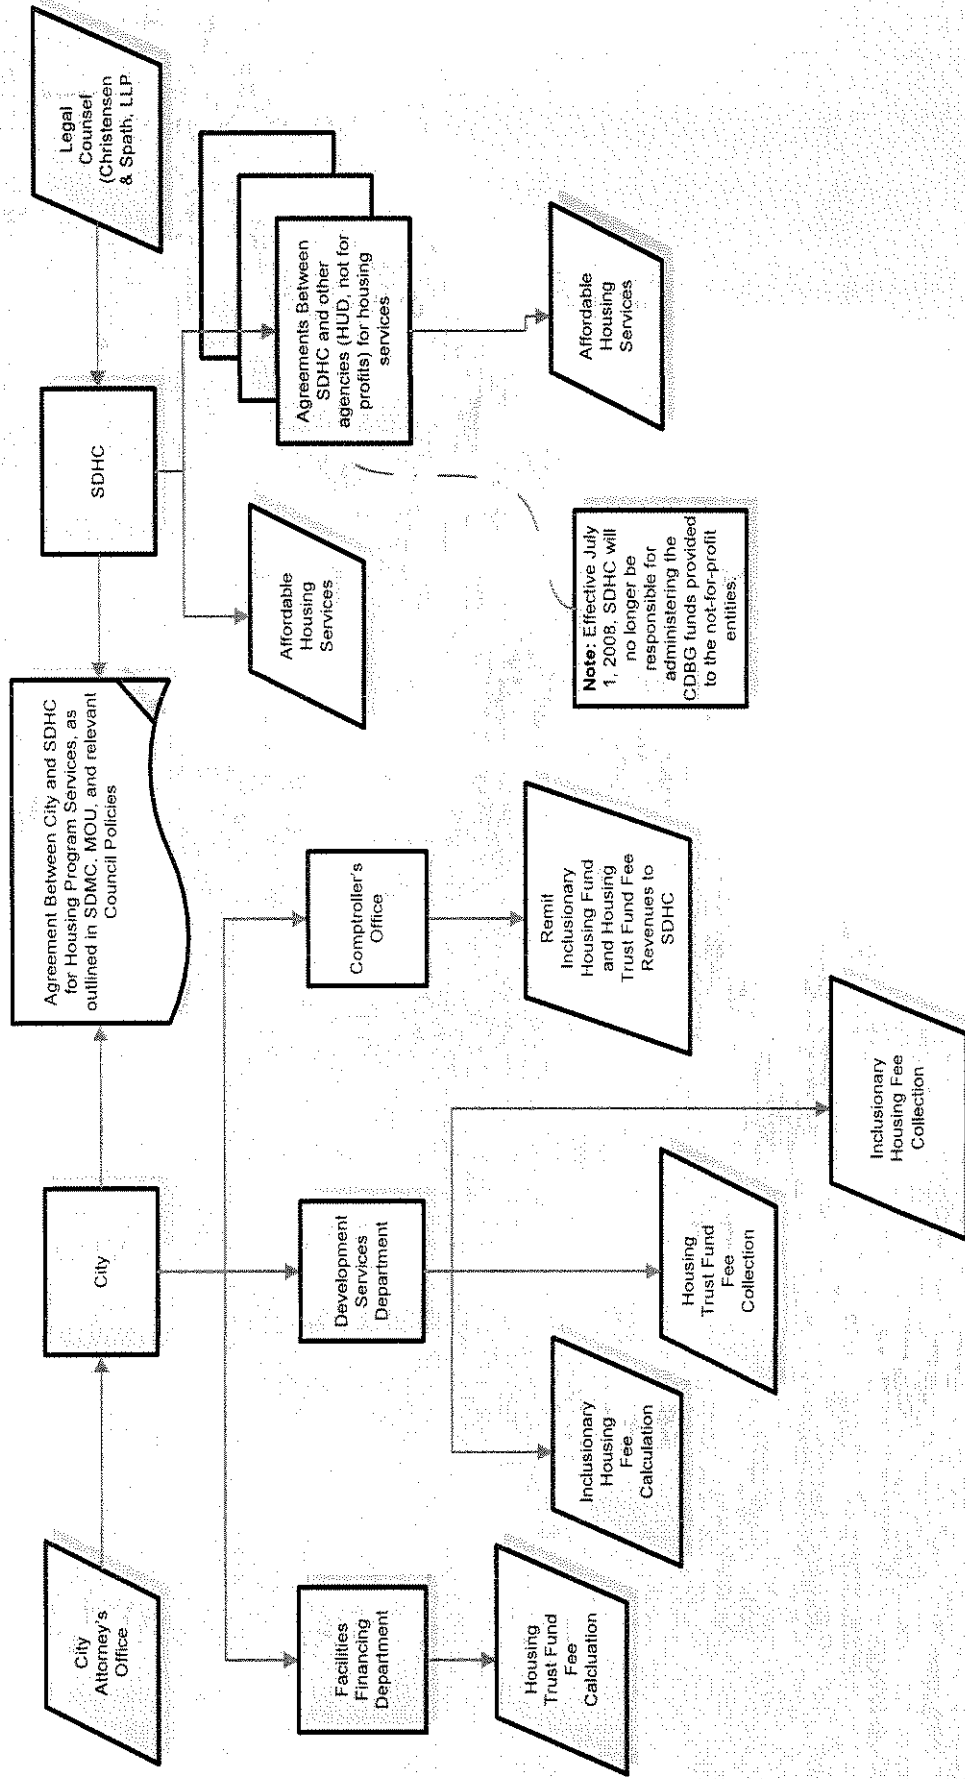 City
Attorney's
Office
City
Agreement Between City and SDHC
for Housing Program Services, as
outlined in SDMC, MOU, and relevant
Council Policies
SDHC
Legal
Counsel
(Christensen
& Spath, LLP
Facilities
Financing
Department
Development
Services
Department
Comptroller's
Office
Affordable
Housing
Services
Agreements Between
SDHC and other
agencies (HUD, not for
profits) for housing
services
Housing
Trust Fund
Fee
Calcluation
Inclusionary
Housing
Fee
Calculation
Housing
Trust Fund
Fee
Collection
Inclusionary
Housing Fee
Collection
Remit
Inclusionary
Housing Fund
and Housing
Trust Fund Fee
Revenues to
SDHC
Note: Effective July
1, 2008, SDHC will
no longer be
responsible for
administering the
CDBG funds provided
to the not-for-profit
entities.
Affordable
Housing
Services